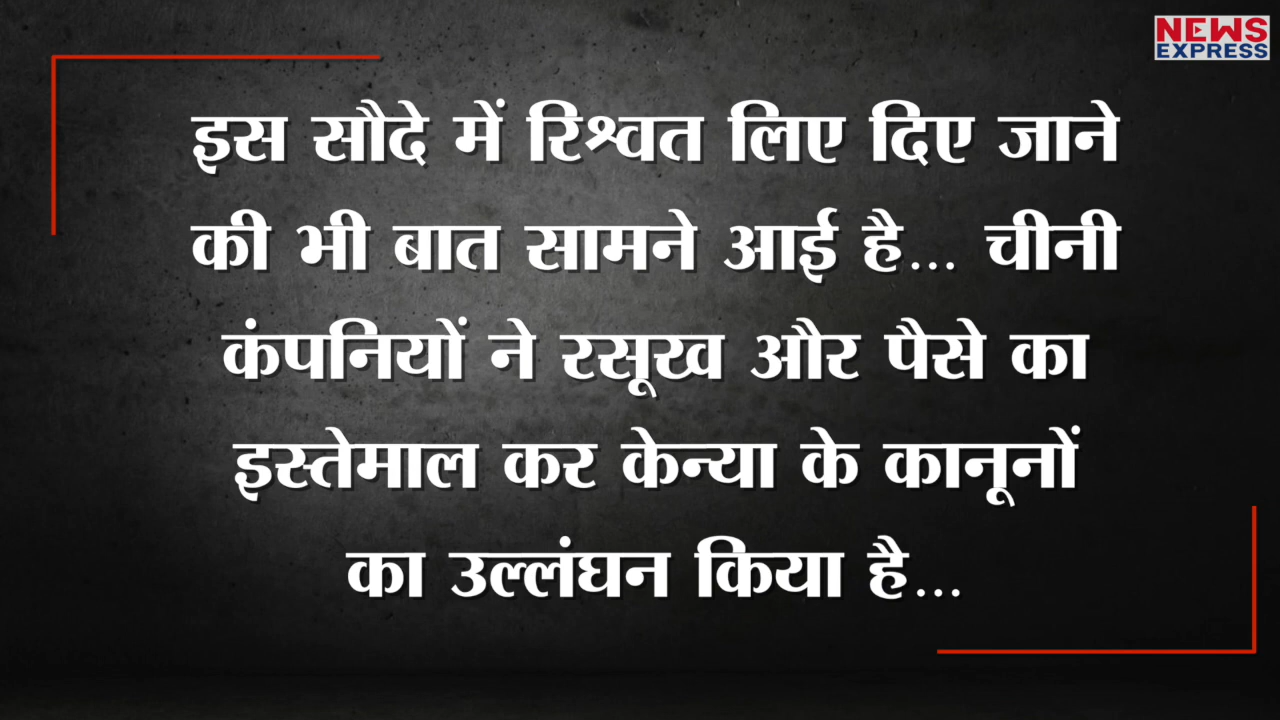 NEWS
EXPRESS
इस सौदे में रिश्वत लिए दिए जाने
की भी बात सामने आई है... चीनी
कंपनियों ने रसूख और पैसे का
इस्तेमाल कर केन्या के कानूनों
का उल्लंघन किया है...